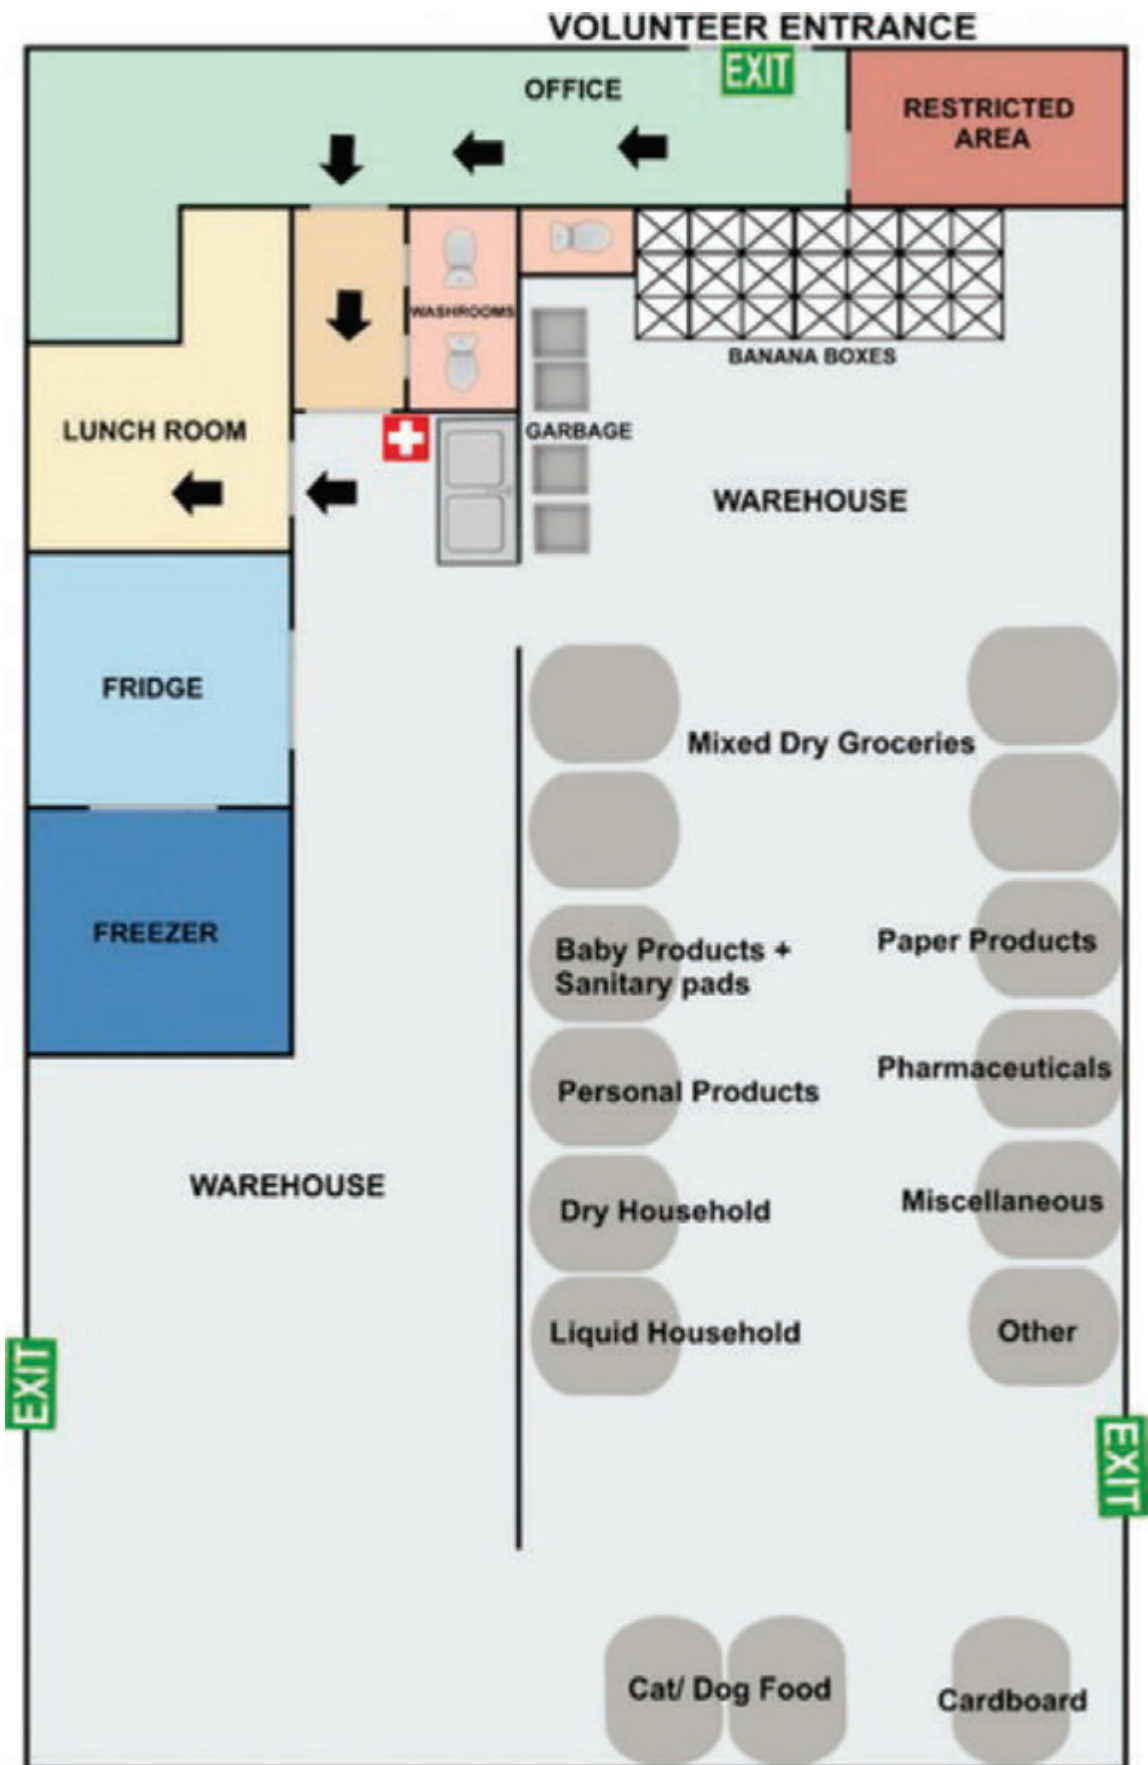 VOLUNTEER ENTRANCE
EXIT
OFFICE
RESTRICTED
AREA
WASHROOMS
BANANA BOXES
LUNCH ROOM
GARBAGE
WAREHOUSE
FRIDGE
Mixed Dry Groceries
FREEZER
Baby Products +
Sanitary pads
Paper Products
Personal Products
Pharmaceuticals
WAREHOUSE
Dry Household
Miscellaneous
Liquid Household
Other
EXIT
EXIT
Cat/ Dog Food
Cardboard